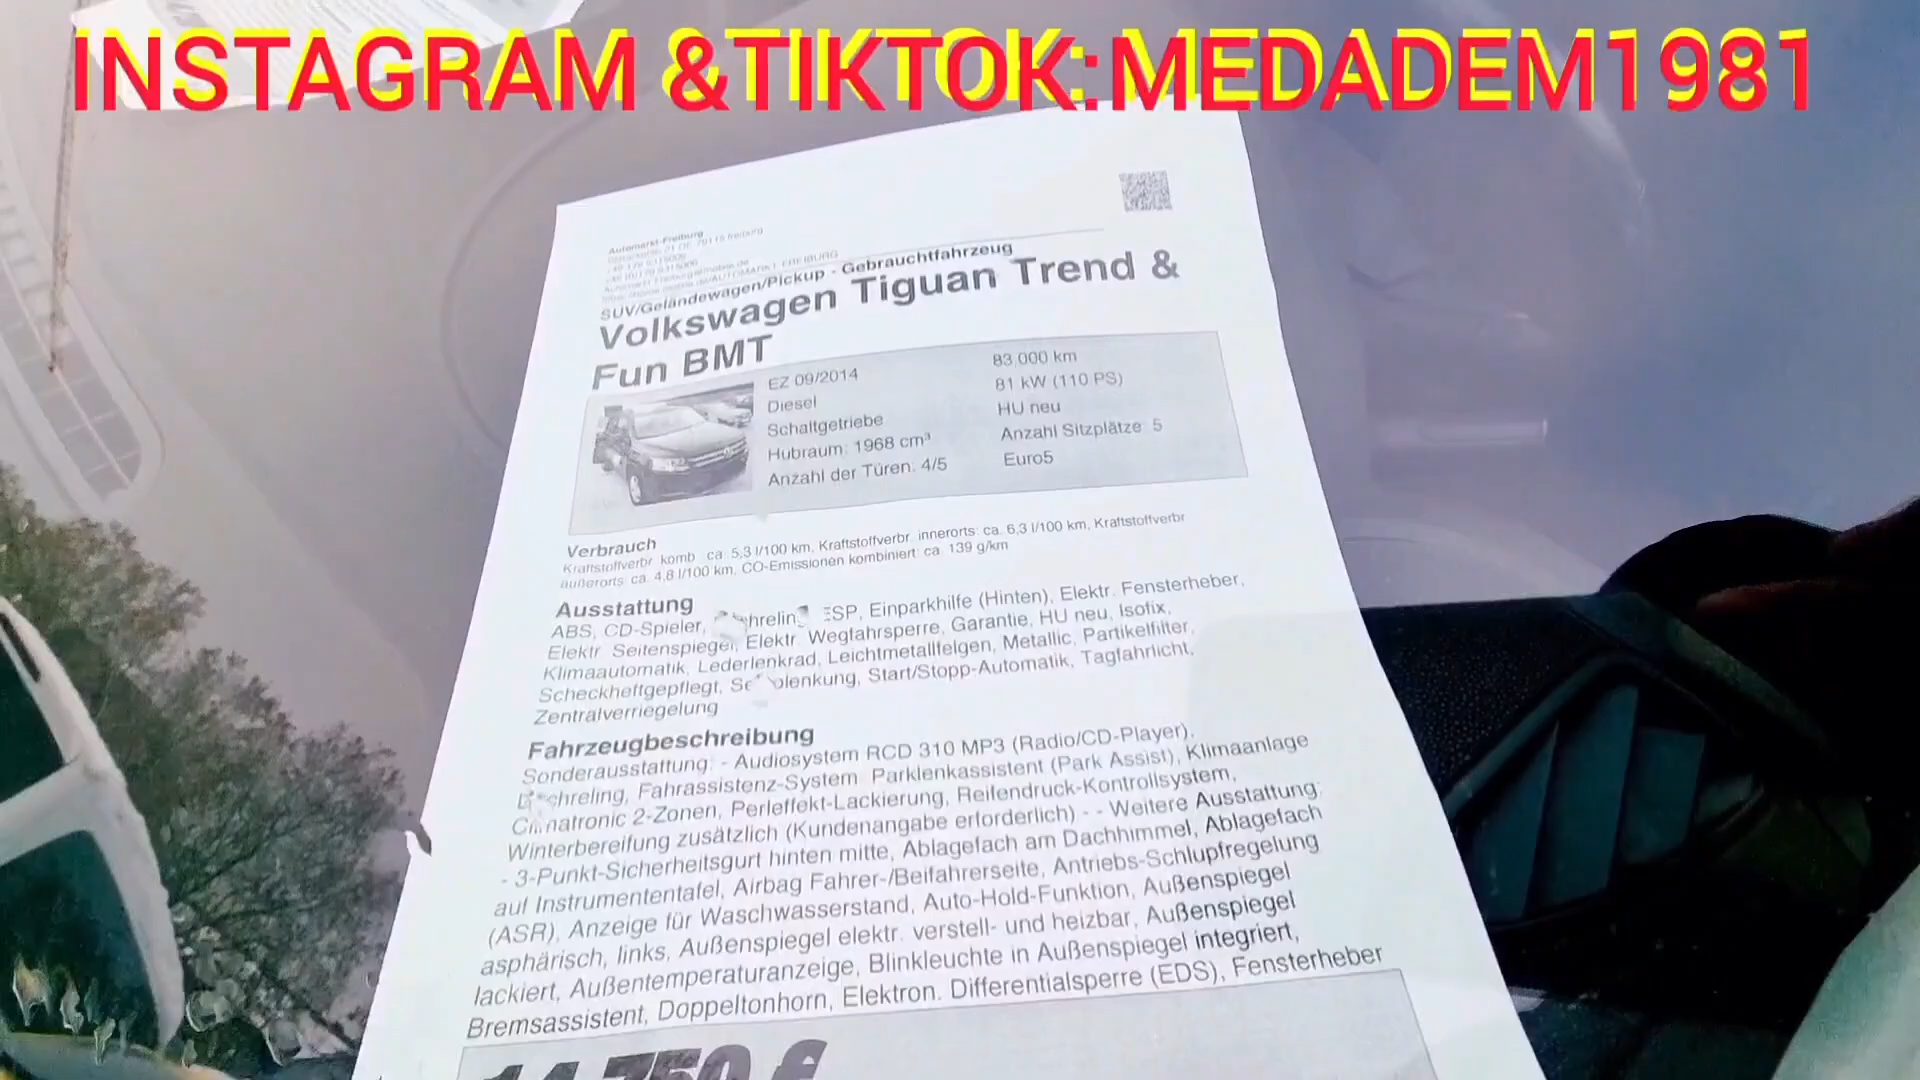 INSTAGRAM &TIKTOK:MEDADEM1981
Automarkt-Freiburg
SUV/Geländewagen/Pickup - Gebrauchtfahrzeug
Volkswagen Tiguan Trend &
Fun BMT
EZ 09/2014
83.000 km
Diesel
81 kW (110 PS)
Schaltgetriebe
HU neu
Hubraum: 1968 cm³
Anzahl Sitzplätze 5
Anzahl der Türen: 4/5
Euro5
Verbrauch
Kraftstoffverbr. komb. ca. 5,3 l/100 km, Kraftstoffverbr. innerorts: ca. 6,3 l/100 km, Kraftstoffverbr.
außerorts: ca. 4,8 l/100 km, CO-Emissionen kombiniert: ca. 139 g/km
Ausstattung
ABS, CD-Spieler, ESP, Einparkhilfe (Hinten), Elektr. Fensterheber,
Elektr. Seitenspiegel, Elektr. Wegfahrsperre, Garantie, HU neu, Isofix,
Klimaautomatik, Lederlenkrad, Leichtmetallfelgen, Metallic, Partikelfilter,
Scheckheftgepflegt, Start/Stopp-Automatik, Tagfahrlicht,
Zentralverriegelung
Fahrzeugbeschreibung
Sonderausstattung: - Audiosystem RCD 310 MP3 (Radio/CD-Player),
Fahrassistenz-System: Parklenkassistent (Park Assist), Klimaanlage
2-Zonen, Perleffekt-Lackierung, Reifendruck-Kontrollsystem,
Winterbereifung zusätzlich (Kundenangabe erforderlich) - - Weitere Ausstattung:
- 3-Punkt-Sicherheitsgurt hinten mitte, Ablagefach am Dachhimmel, Ablagefach
auf Instrumententafel, Airbag Fahrer-/Beifahrerseite, Antriebs-Schlupfregelung
(ASR), Anzeige für Waschwasserstand, Auto-Hold-Funktion, Außenspiegel
asphärisch, links, Außenspiegel elektr. verstell- und heizbar, Außenspiegel
lackiert, Außentemperaturanzeige, Blinkleuchte in Außenspiegel integriert,
Bremsassistent, Doppeltonhorn, Elektron. Differentialsperre (EDS), Fensterheber
14.750 €